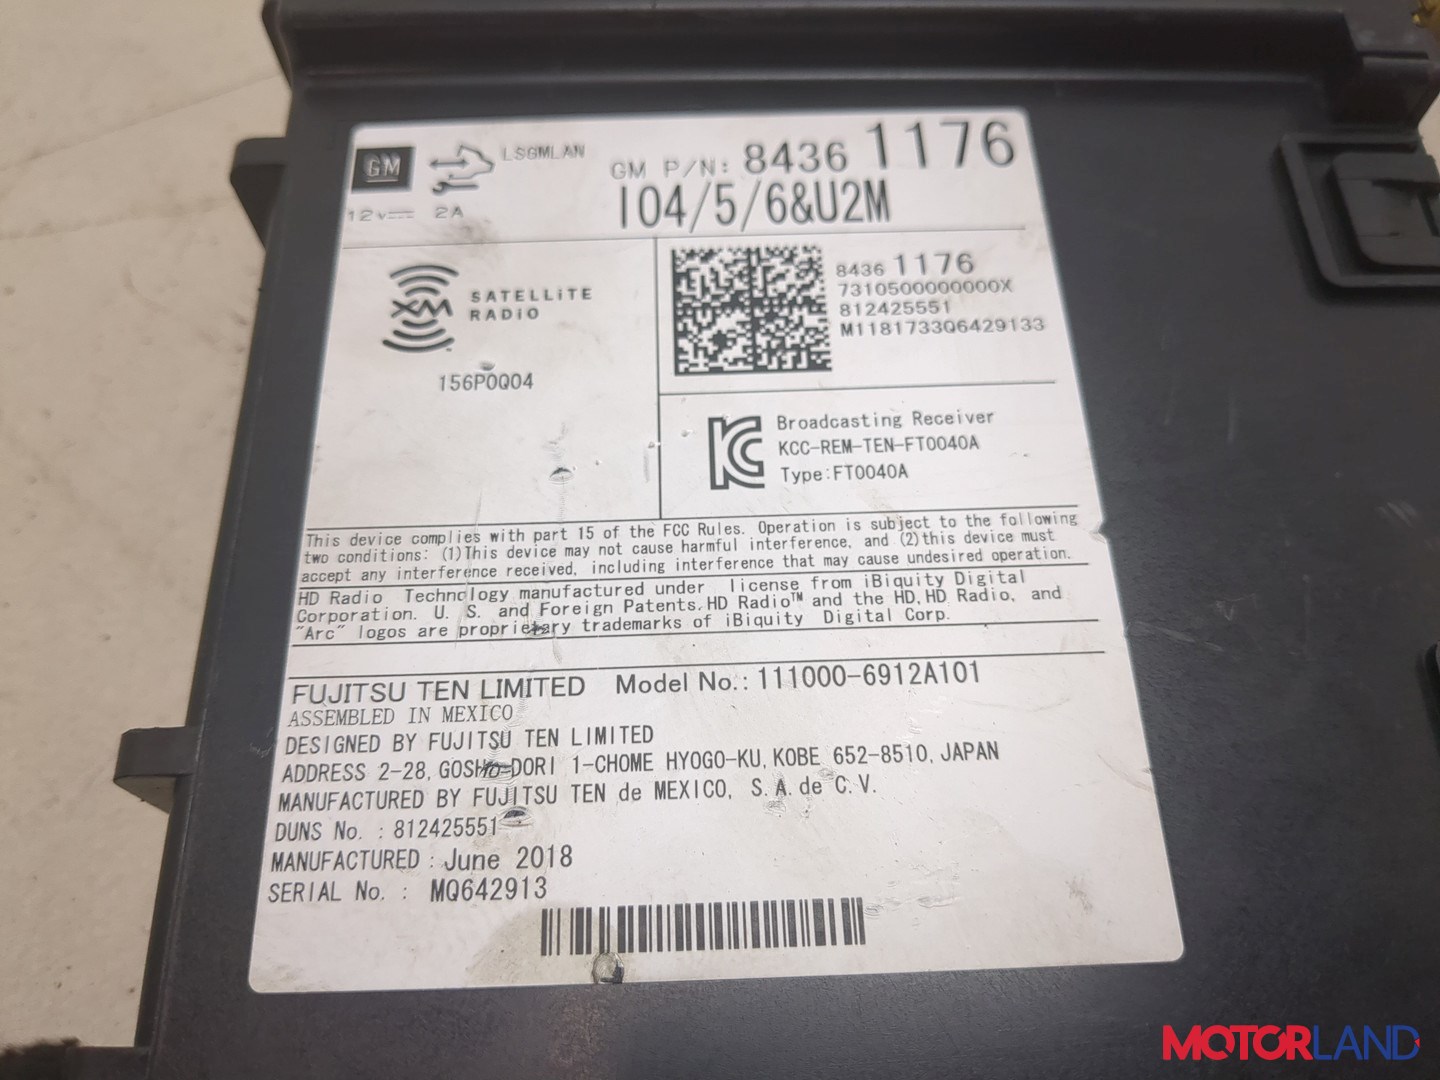 GM
LSGMLAN
GM P/N: 8436 1176
12v 2A
IO4/5/6&U2M
XM SATELLiTE
RADiO
156P0Q04
8436 1176
7310500000000X
812425551
M1181733Q6429133
Broadcasting Receiver
KCC-REM-TEN-FT0040A
Type:FT0040A
This device complies with part 15 of the FCC Rules. Operation is subject to the following
two conditions: (1)This device may not cause harmful interference, and (2)this device must
accept any interference received, including interference that may cause undesired operation.
HD Radio Technology manufactured under license from iBiquity Digital
Corporation. U. S. and Foreign Patents. HD Radio™ and the HD, HD Radio, and
"Arc" logos are proprietary trademarks of iBiquity Digital Corp.
FUJITSU TEN LIMITED Model No.: 111000-6912A101
ASSEMBLED IN MEXICO
DESIGNED BY FUJITSU TEN LIMITED
ADDRESS 2-28, GOSHO-DORI 1-CHOME HYOGO-KU, KOBE 652-8510, JAPAN
MANUFACTURED BY FUJITSU TEN de MEXICO, S. A. de C. V.
DUNS No. : 812425551
MANUFACTURED : June 2018
SERIAL No. : MQ642913
MOTORLAND